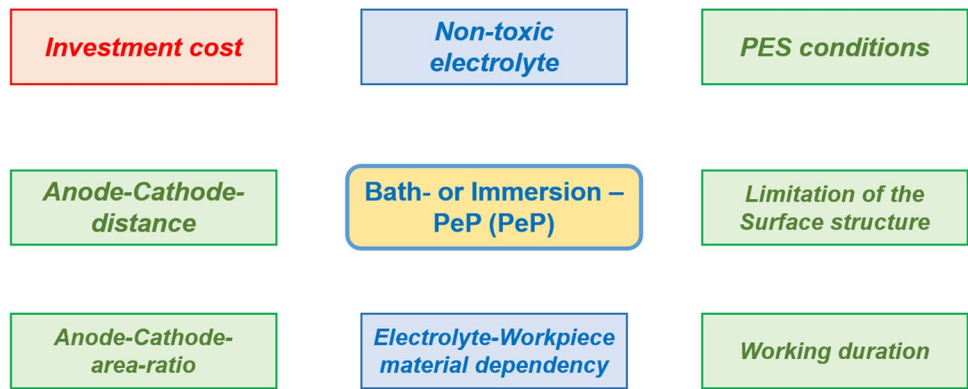 Investment cost
Non-toxic
electrolyte
PES conditions
Anode-Cathode-
distance
Bath- or Immersion –
PeP (PeP)
Limitation of the
Surface structure
Anode-Cathode-
area-ratio
Electrolyte-Workpiece
material dependency
Working duration